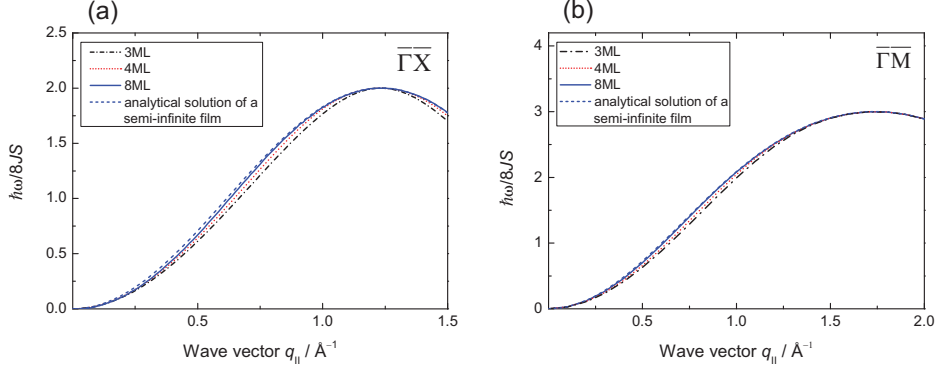 (a)
2.5
2.0
1.5
1.0
0.5
0.0
ħω/8JS
3ML
4ML
8ML
analytical solution of a
semi-infinite film
Γ̅X̅
0.5
1.0
1.5
Wave vector q|| / Å⁻¹
(b)
4
3
2
1
0
ħω/8JS
3ML
4ML
8ML
analytical solution of a
semi-infinite film
Γ̅M̅
0.5
1.0
1.5
2.0
Wave vector q|| / Å⁻¹